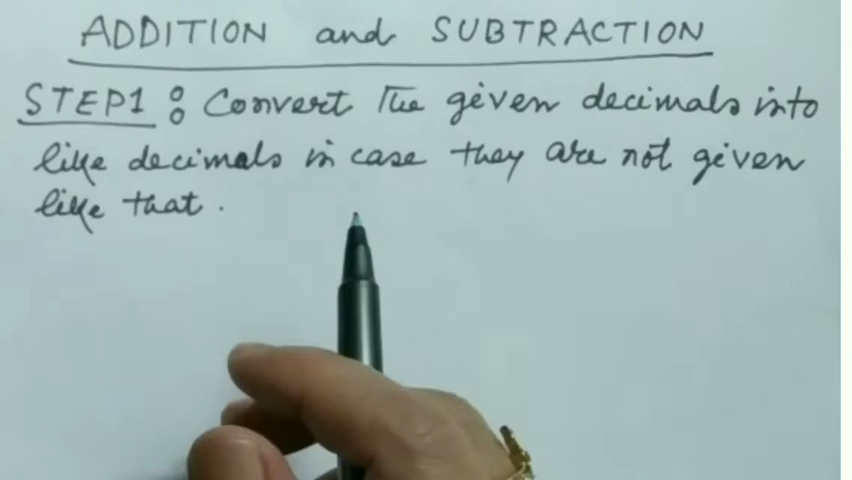 ADDITION and SUBTRACTION
STEP1 : Convert the given decimals into
like decimals in case they are not given
like that.